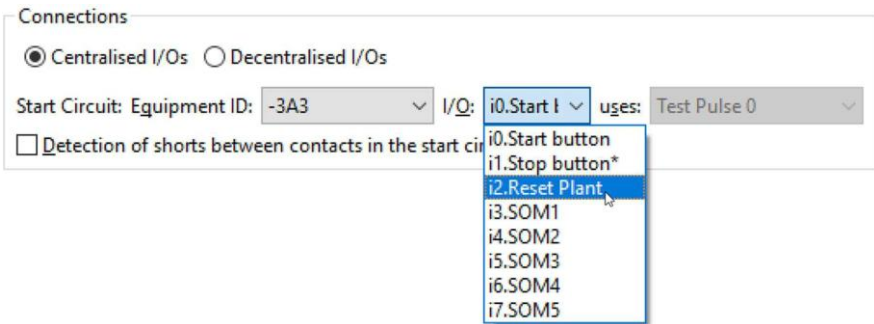 Connections
Centralised I/Os Decentralised I/Os
Start Circuit: Equipment ID: -3A3 I/O: i0.Start uses: Test Pulse 0
Detection of shorts between contacts in the start
i0.Start button
i1.Stop button*
i2.Reset Plant
i3.SOM1
i4.SOM2
i5.SOM3
i6.SOM4
i7.SOM5